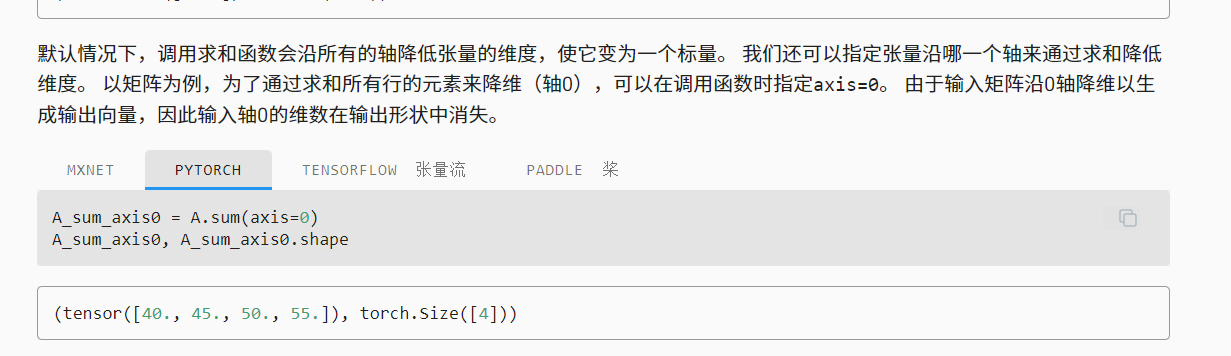 默认情况下，调用求和函数会沿所有的轴降低张量的维度，使它变为一个标量。 我们还可以指定张量沿哪一个轴来通过求和降低
维度。 以矩阵为例，为了通过求和所有行的元素来降维（轴0），可以在调用函数时指定axis=0。 由于输入矩阵沿0轴降维以生
成输出向量，因此输入轴0的维数在输出形状中消失。
MXNET PYTORCH TENSORFLOW 张量流 PADDLE 桨
A_sum_axis0 = A.sum(axis=0)
A_sum_axis0, A_sum_axis0.shape
(tensor([40., 45., 50., 55.]), torch.Size([4]))